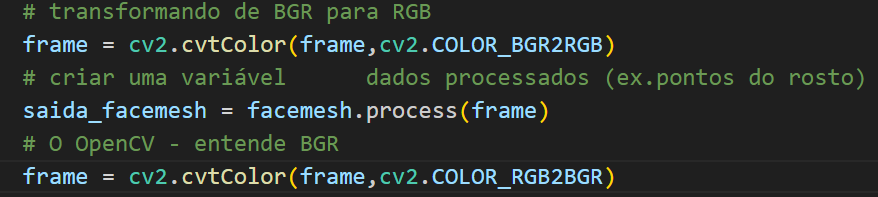 # transformando de BGR para RGB
frame = cv2.cvtColor(frame,cv2.COLOR_BGR2RGB)
# criar uma variável      dados processados (ex.pontos do rosto)
saida_facemesh = facemesh.process(frame)
# O OpenCV - entende BGR
frame = cv2.cvtColor(frame,cv2.COLOR_RGB2BGR)